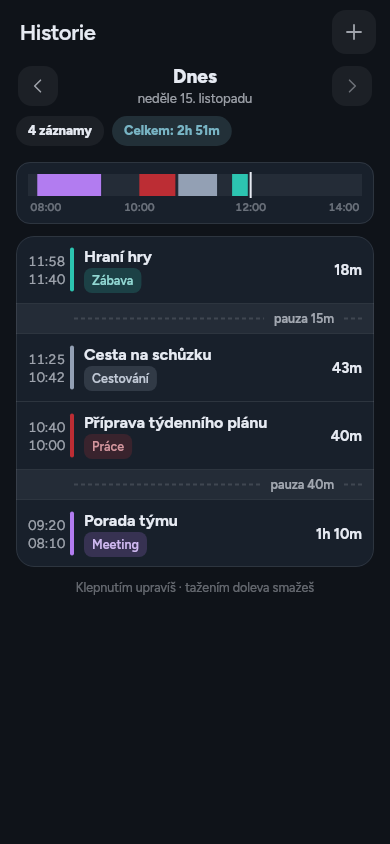 Historie
Dnes
neděle 15. listopadu
4 záznamy
Celkem: 2h 51m
08:00 10:00 12:00 14:00
11:58
11:40
Hraní hry
Zábava
18m
pauza 15m
11:25
10:42
Cesta na schůzku
Cestování
43m
10:40
10:00
Příprava týdenního plánu
Práce
40m
pauza 40m
09:20
08:10
Porada týmu
Meeting
1h 10m
Klepnutím upravíš · tažením doleva smažeš